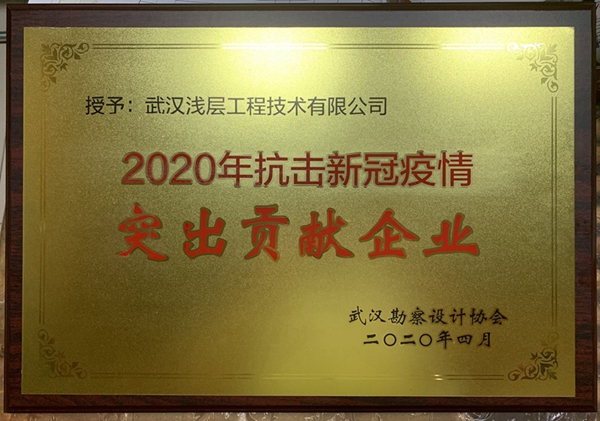 授予：武汉浅层工程技术有限公司
2020年抗击新冠疫情
突出贡献企业
武汉勘察设计协会
二〇二〇年四月